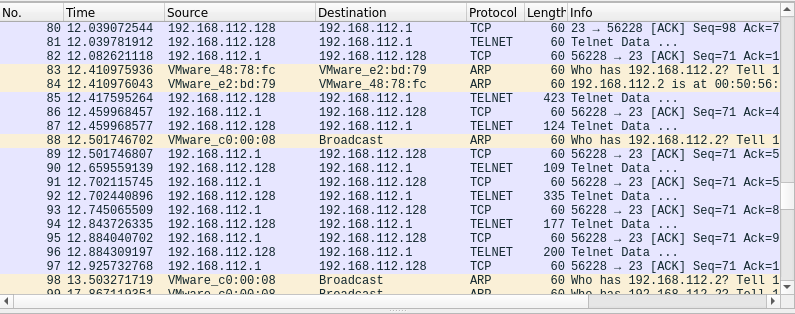 No. Time Source Destination Protocol Length Info
80 12.039072544 192.168.112.128 192.168.112.1 TCP 60 23 → 56228 [ACK] Seq=98 Ack=7
81 12.039781912 192.168.112.128 192.168.112.1 TELNET 60 Telnet Data ...
82 12.082621118 192.168.112.1 192.168.112.128 TCP 60 56228 → 23 [ACK] Seq=71 Ack=1
83 12.410975936 VMware_48:78:fc VMware_e2:bd:79 ARP 60 Who has 192.168.112.2? Tell 1
84 12.410976043 VMware_e2:bd:79 VMware_48:78:fc ARP 60 192.168.112.2 is at 00:50:56:
85 12.417595264 192.168.112.128 192.168.112.1 TELNET 423 Telnet Data ...
86 12.459968457 192.168.112.1 192.168.112.128 TCP 60 56228 → 23 [ACK] Seq=71 Ack=4
87 12.459968577 192.168.112.128 192.168.112.1 TELNET 124 Telnet Data ...
88 12.501746702 VMware_c0:00:08 Broadcast ARP 60 Who has 192.168.112.2? Tell 1
89 12.501746807 192.168.112.1 192.168.112.128 TCP 60 56228 → 23 [ACK] Seq=71 Ack=5
90 12.659559139 192.168.112.128 192.168.112.1 TELNET 109 Telnet Data ...
91 12.702115745 192.168.112.1 192.168.112.128 TCP 60 56228 → 23 [ACK] Seq=71 Ack=5
92 12.702440896 192.168.112.128 192.168.112.1 TELNET 335 Telnet Data ...
93 12.745065509 192.168.112.1 192.168.112.128 TCP 60 56228 → 23 [ACK] Seq=71 Ack=8
94 12.843726335 192.168.112.128 192.168.112.1 TELNET 177 Telnet Data ...
95 12.884040702 192.168.112.1 192.168.112.128 TCP 60 56228 → 23 [ACK] Seq=71 Ack=9
96 12.884309197 192.168.112.128 192.168.112.1 TELNET 200 Telnet Data ...
97 12.925732768 192.168.112.1 192.168.112.128 TCP 60 56228 → 23 [ACK] Seq=71 Ack=1
98 13.503271719 VMware_c0:00:08 Broadcast ARP 60 Who has 192.168.112.2? Tell 1
VMware_c0:00:08 Broadcast ARP 60 Who has 192.168.112.2? Tell 1